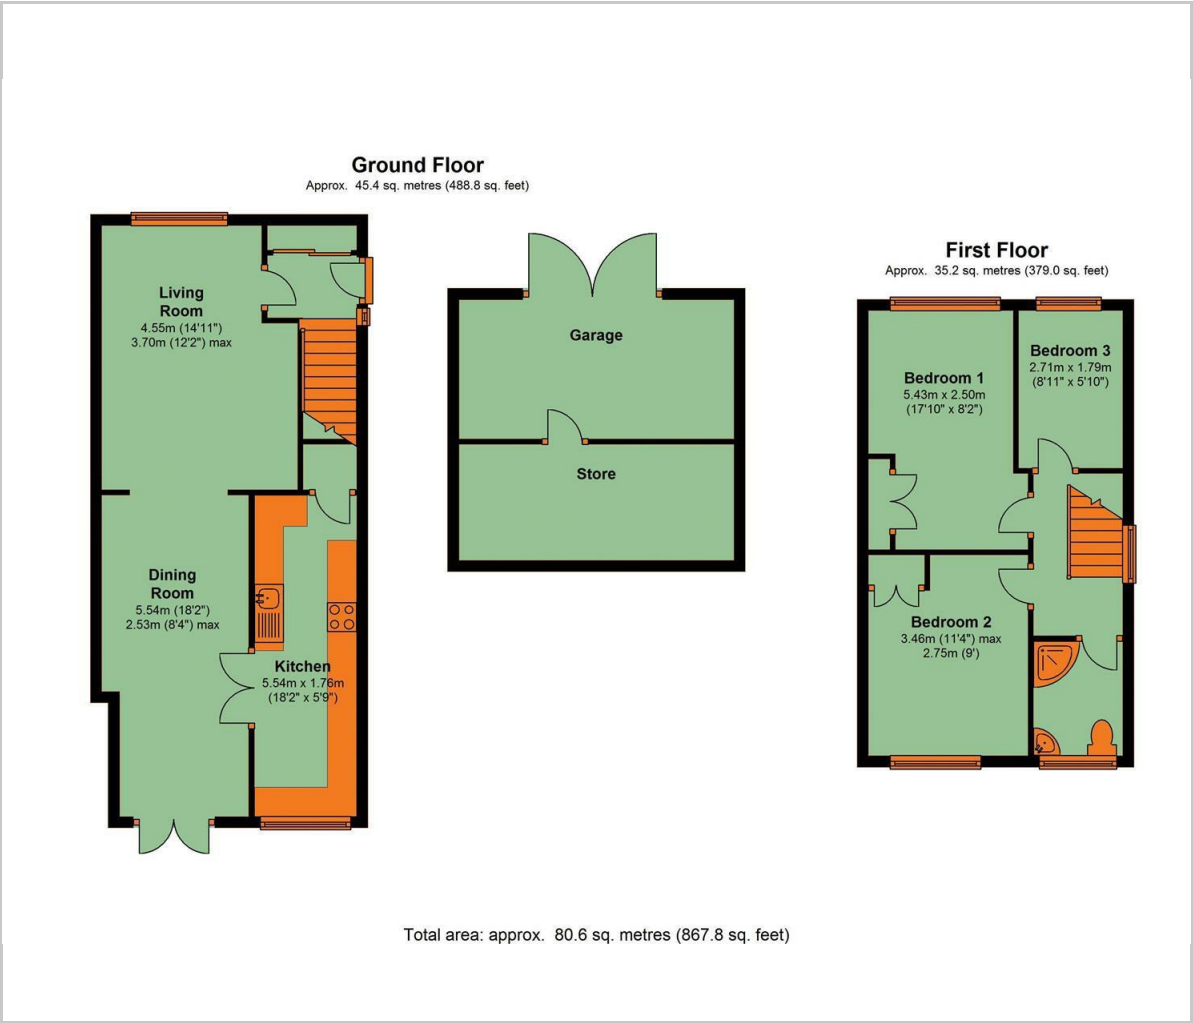 Ground Floor
Approx. 45.4 sq. metres (488.8 sq. feet)
Living
Room
4.55m (14'11")
3.70m (12'2") max
Dining
Room
5.54m (18'2")
2.53m (8'4") max
Kitchen
5.54m x 1.76m
(18'2" x 5'9")
Garage
Store
First Floor
Approx. 35.2 sq. metres (379.0 sq. feet)
Bedroom 1
5.43m x 2.50m
(17'10" x 8'2")
Bedroom 3
2.71m x 1.79m
(8'11" x 5'10")
Bedroom 2
3.46m (11'4") max
2.75m (9')
Total area: approx. 80.6 sq. metres (867.8 sq. feet)